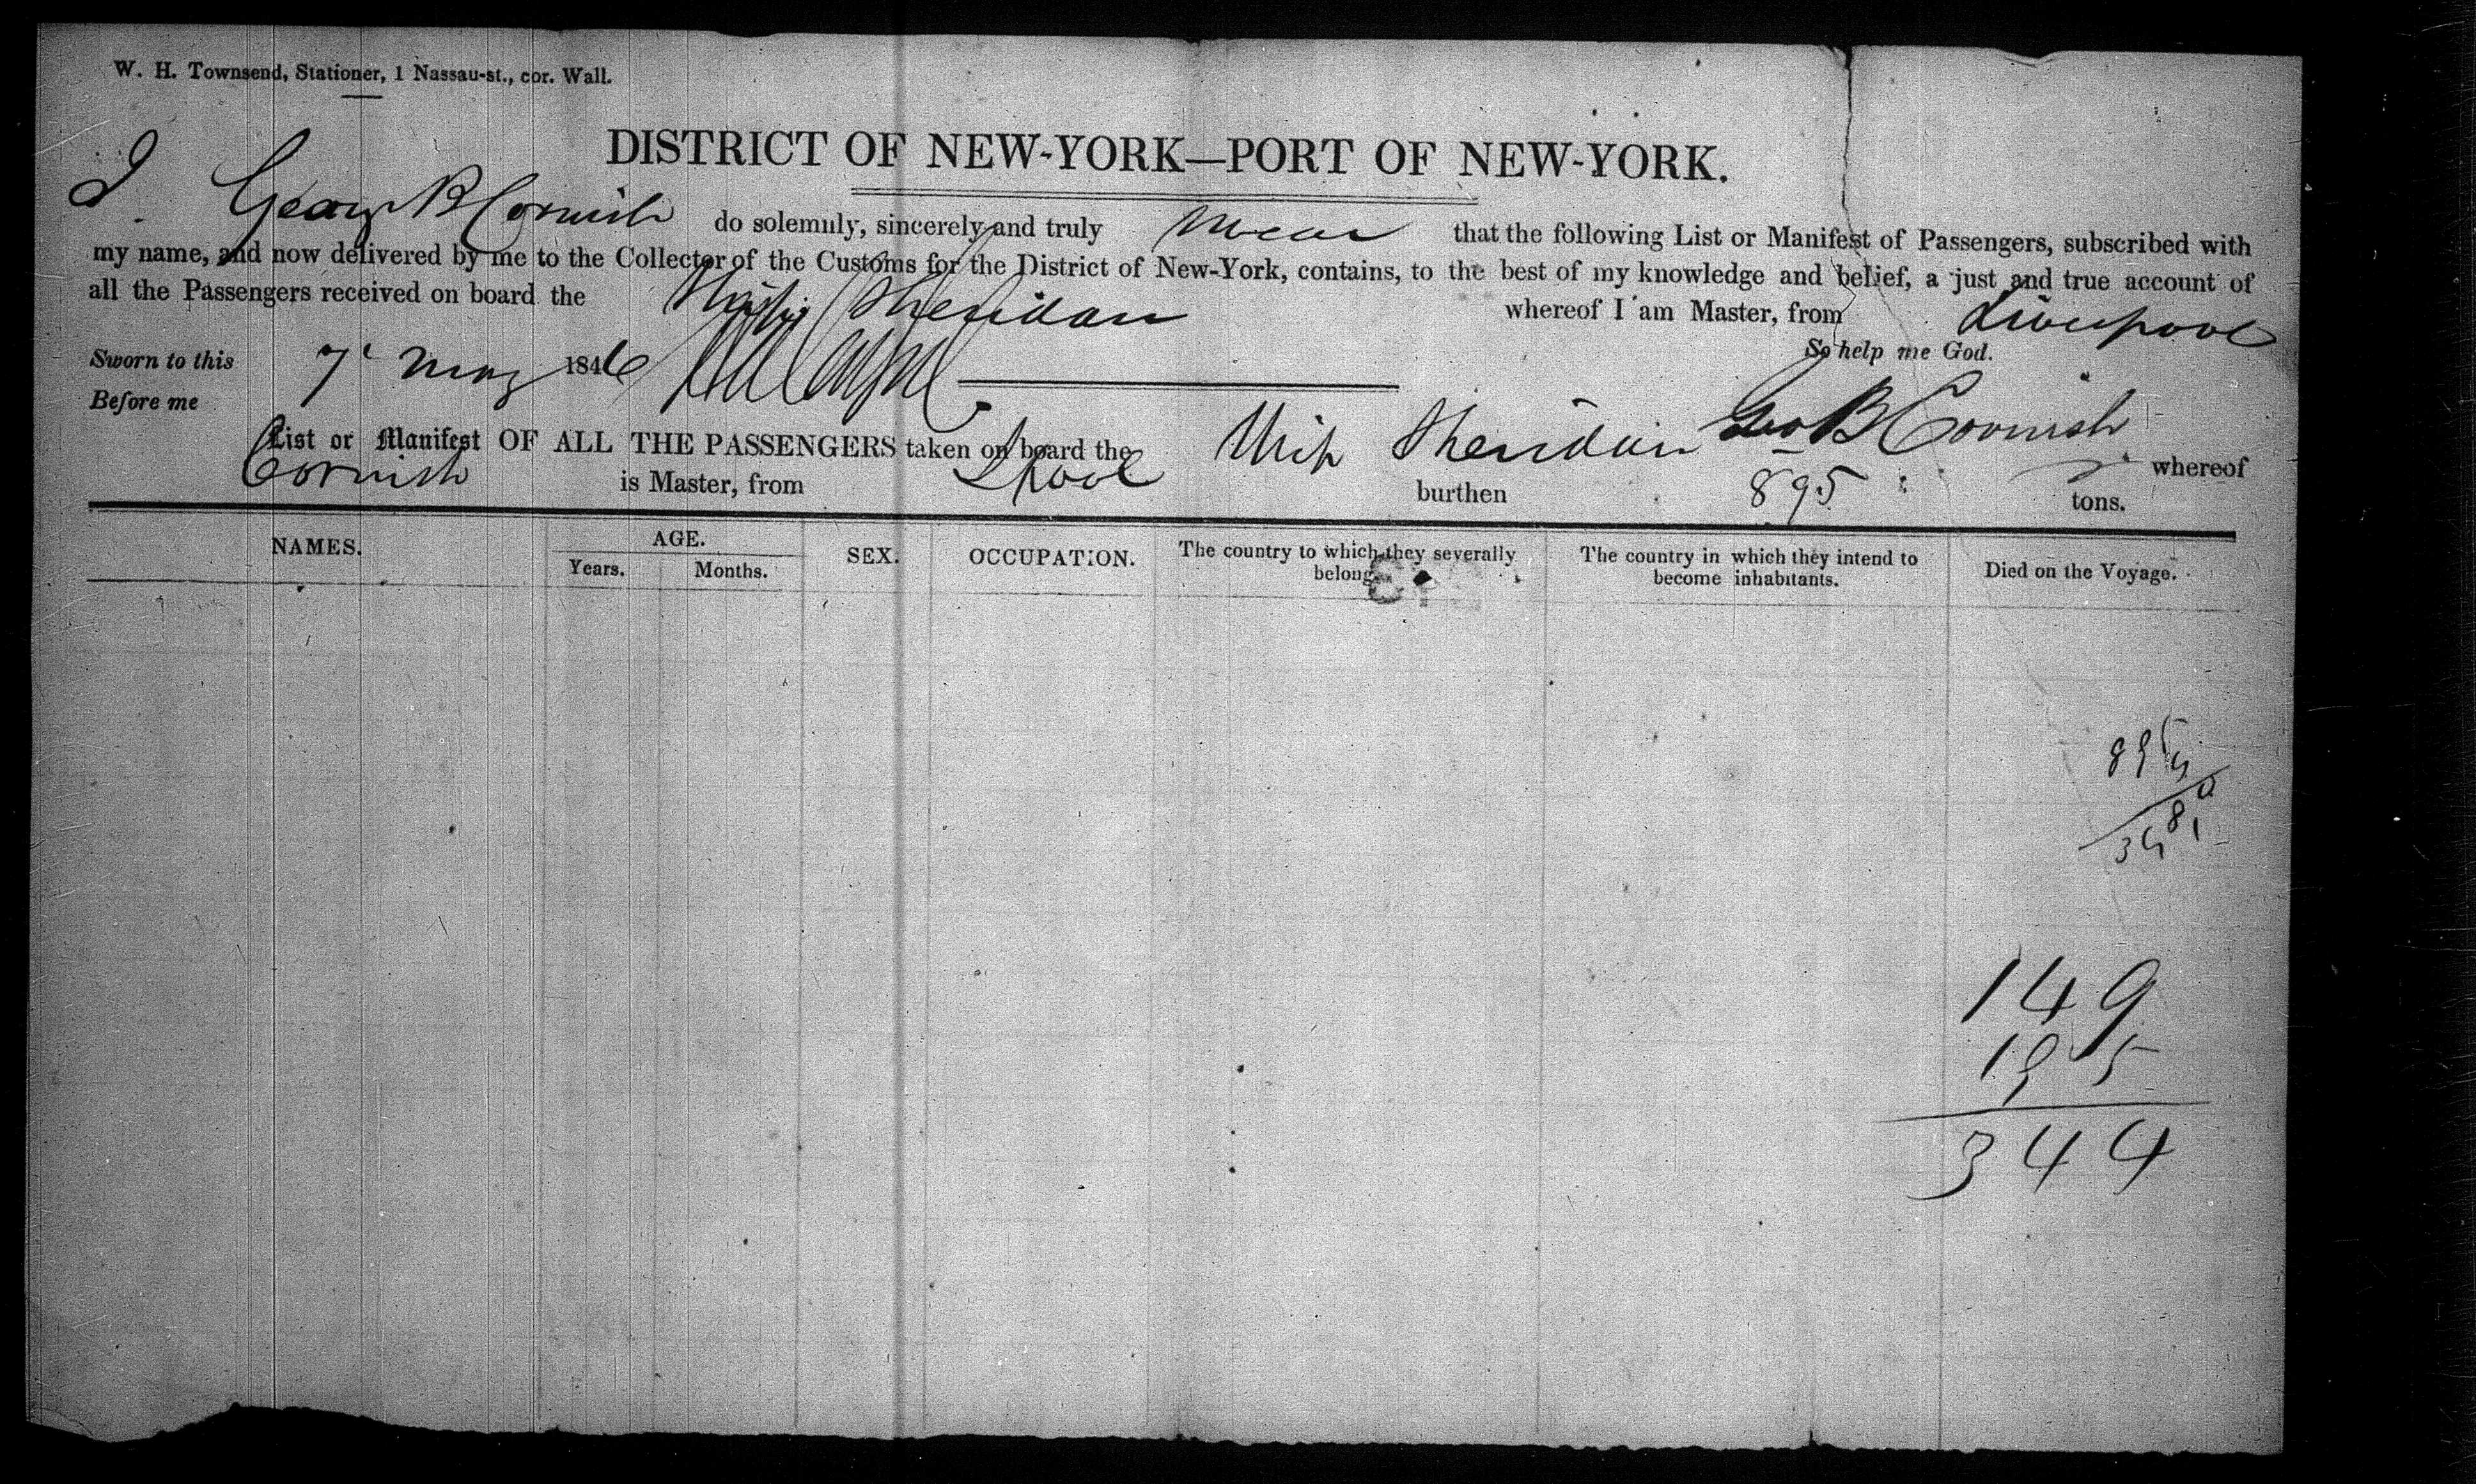 W. H. Townsend, Stationer, 1 Nassau-st., cor. Wall.
DISTRICT OF NEW-YORK—PORT OF NEW-YORK.
I George B Cornish do solemnly, sincerely and truly swear that the following List or Manifest of Passengers, subscribed with
my name, and now delivered by me to the Collector of the Customs for the District of New-York, contains, to the best of my knowledge and belief, a just and true account of
all the Passengers received on board the Ship Sheridan whereof I am Master, from Liverpool
So help me God.
Sworn to this 7 May 1846
Before me
Geo B Cornish
List or Manifest OF ALL THE PASSENGERS taken on board the Ship Sheridan whereof
Cornish is Master, from Lpool burthen 895 tons.
NAMES. AGE. SEX. OCCUPATION. The country to which they severally belong. The country in which they intend to become inhabitants. Died on the Voyage.
Years. Months.
149
195
344